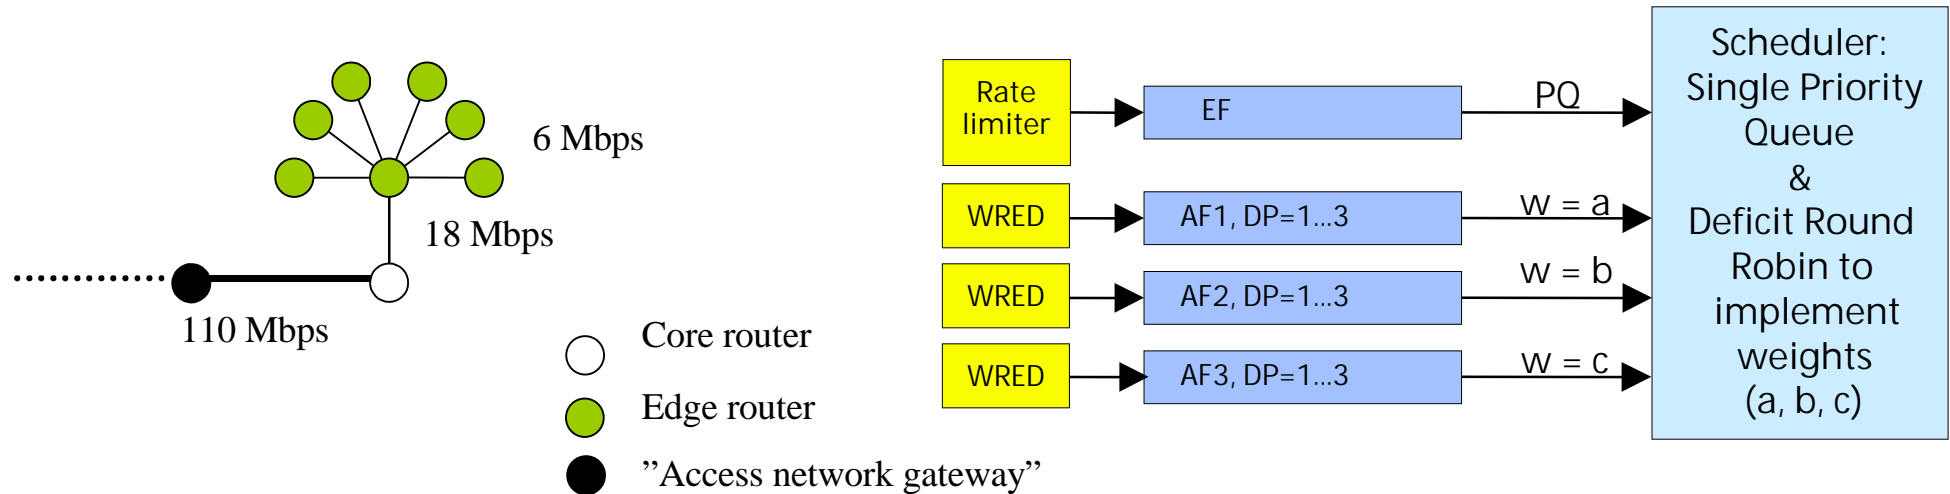 6 Mbps
18 Mbps
110 Mbps
Core router
Edge router
”Access network gateway”
Rate
limiter
EF
PQ
WRED
AF1, DP=1...3
w = a
WRED
AF2, DP=1...3
w = b
WRED
AF3, DP=1...3
w = c
Scheduler:
Single Priority
Queue
&
Deficit Round
Robin to
implement
weights
(a, b, c)